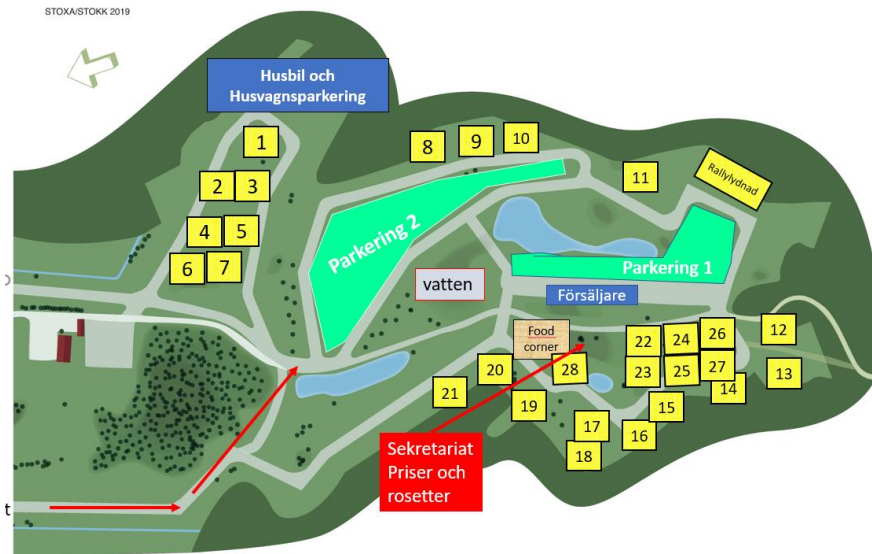 STOXA/STOKK 2019
Husbil och
Husvagnsparkering
1
2
3
4
5
6
7
8
9
10
11
Rallylydnad
Parkering 2
Parkering 1
vatten
Försäljare
Food
corner
22
24
26
12
23
25
27
13
14
28
20
21
19
15
17
16
18
Sekretariat
Priser och
rosetter
t